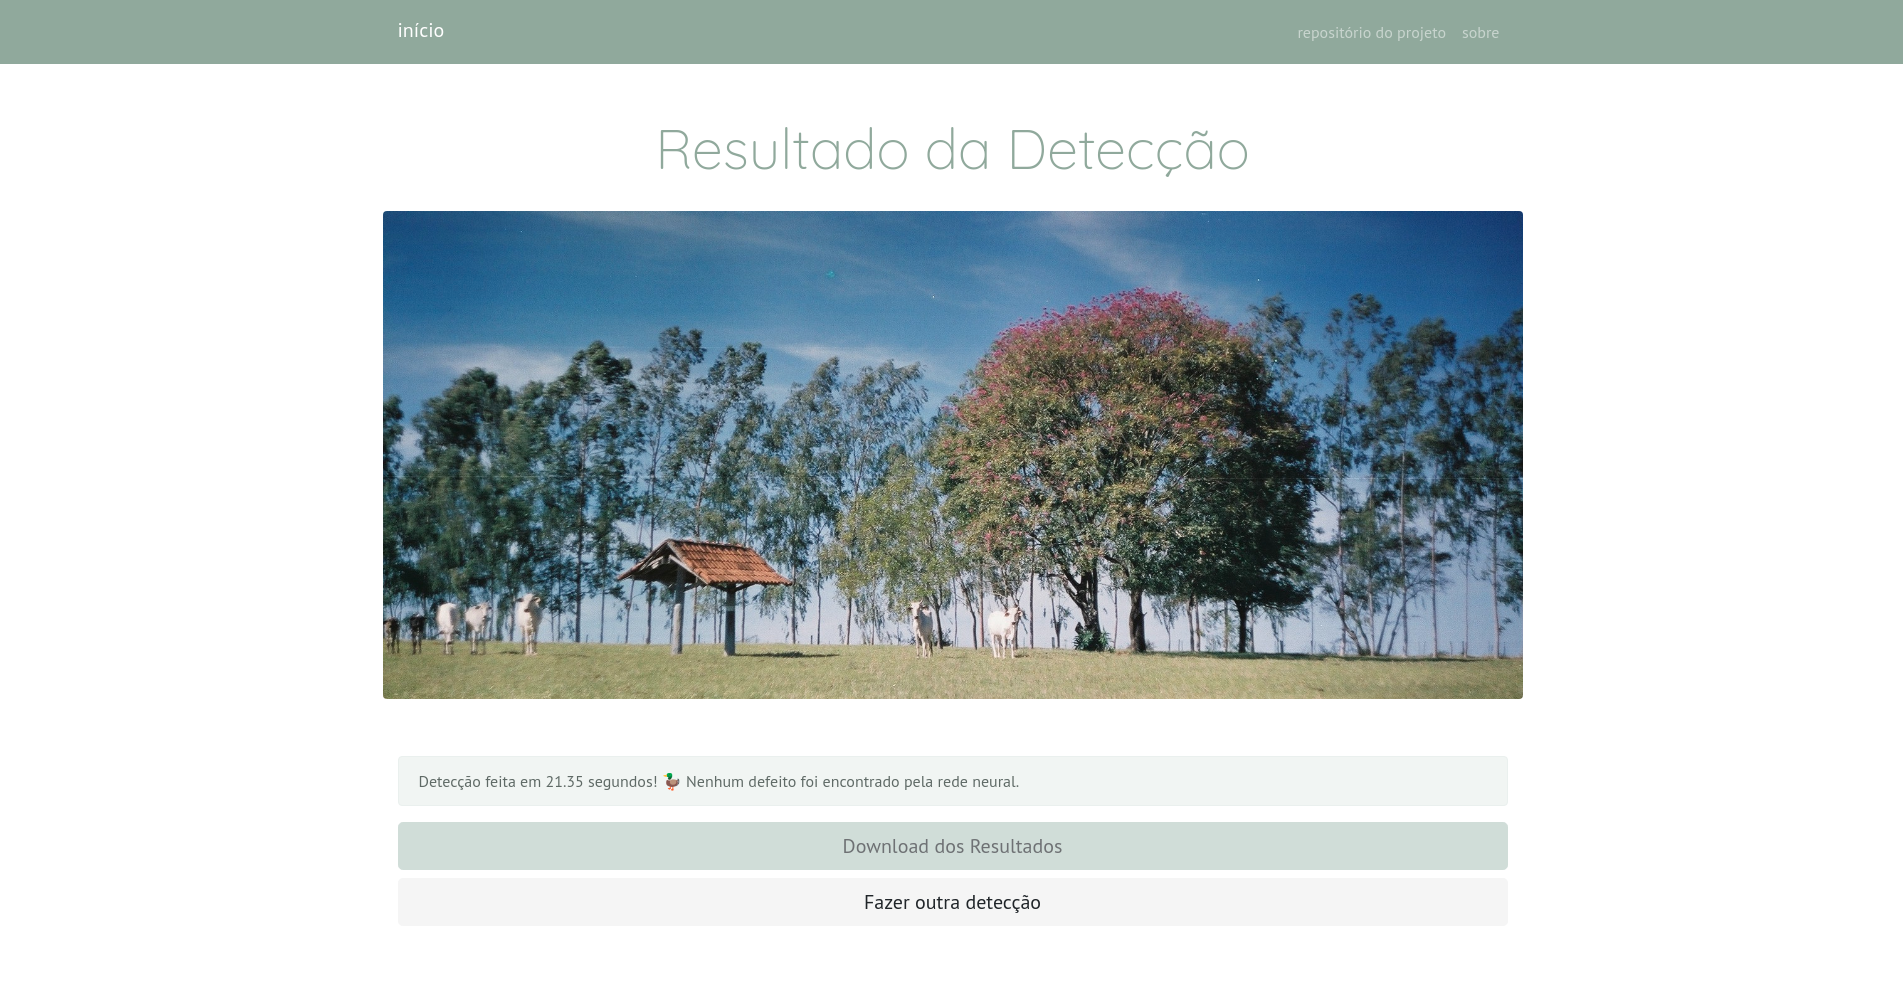 início
repositório do projeto sobre
Resultado da Detecção
Detecção feita em 21.35 segundos! 🦆 Nenhum defeito foi encontrado pela rede neural.
Download dos Resultados
Fazer outra detecção